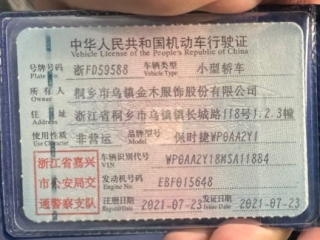 中华人民共和国机动车行驶证
Vehicle License of the People's Republic of China
号牌号码 浙FD59588 车辆类型 小型轿车
Plate No. Vehicle Type
所有人 桐乡市乌镇金木服饰股份有限公司
Owner
住址 浙江省桐乡市乌镇镇长城路118号1.2.3幢
Address
使用性质 非营运 品牌型号 保时捷WP0AA2Y1
Use Character Model
浙江省嘉兴市公安局交通警察支队
车辆识别代号 WP0AA2Y18MSA11884
VIN
发动机号码 EBF015648
Engine No.
注册日期 2021-07-23 发证日期 2021-07-23
Register Date Issue Date